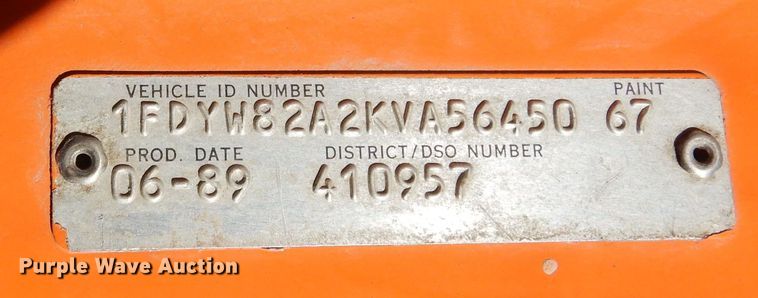 VEHICLE ID NUMBER PAINT
1FDYW82A2KVA56450 67
PROD. DATE DISTRICT/DSO NUMBER
06-89 410957
Purple Wave Auction